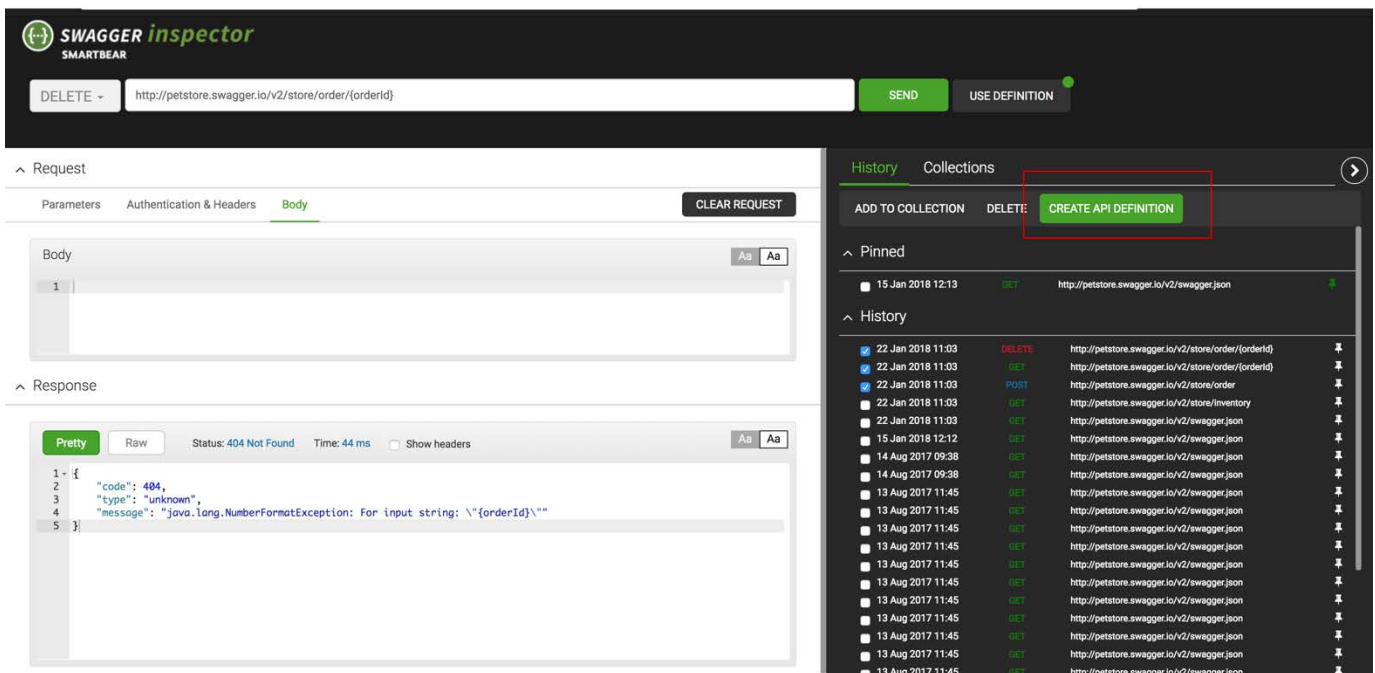 SWAGGER inspector
SMARTBEAR
DELETE
http://petstore.swagger.io/v2/store/order/{orderId}
SEND
USE DEFINITION
Request
Parameters Authentication & Headers Body CLEAR REQUEST
Body Aa Aa
1
Response
Pretty Raw Status: 404 Not Found Time: 44 ms Show headers Aa Aa
1 {
2 "code": 404,
3 "type": "unknown",
4 "message": "java.lang.NumberFormatException: For input string: \"{orderId}\""
5 }
History Collections
ADD TO COLLECTION DELETE CREATE API DEFINITION
Pinned
15 Jan 2018 12:13 GET http://petstore.swagger.io/v2/swagger.json
History
22 Jan 2018 11:03 DELETE http://petstore.swagger.io/v2/store/order/{orderId}
22 Jan 2018 11:03 GET http://petstore.swagger.io/v2/store/order/{orderId}
22 Jan 2018 11:03 POST http://petstore.swagger.io/v2/store/order
22 Jan 2018 11:03 GET http://petstore.swagger.io/v2/store/inventory
22 Jan 2018 11:03 GET http://petstore.swagger.io/v2/swagger.json
15 Jan 2018 12:12 GET http://petstore.swagger.io/v2/swagger.json
14 Aug 2017 09:38 GET http://petstore.swagger.io/v2/swagger.json
14 Aug 2017 09:38 GET http://petstore.swagger.io/v2/swagger.json
13 Aug 2017 11:45 GET http://petstore.swagger.io/v2/swagger.json
13 Aug 2017 11:45 GET http://petstore.swagger.io/v2/swagger.json
13 Aug 2017 11:45 GET http://petstore.swagger.io/v2/swagger.json
13 Aug 2017 11:45 GET http://petstore.swagger.io/v2/swagger.json
13 Aug 2017 11:45 GET http://petstore.swagger.io/v2/swagger.json
13 Aug 2017 11:45 GET http://petstore.swagger.io/v2/swagger.json
13 Aug 2017 11:45 GET http://petstore.swagger.io/v2/swagger.json
13 Aug 2017 11:45 GET http://petstore.swagger.io/v2/swagger.json
13 Aug 2017 11:45 GET http://petstore.swagger.io/v2/swagger.json
13 Aug 2017 11:45 GET http://petstore.swagger.io/v2/swagger.json